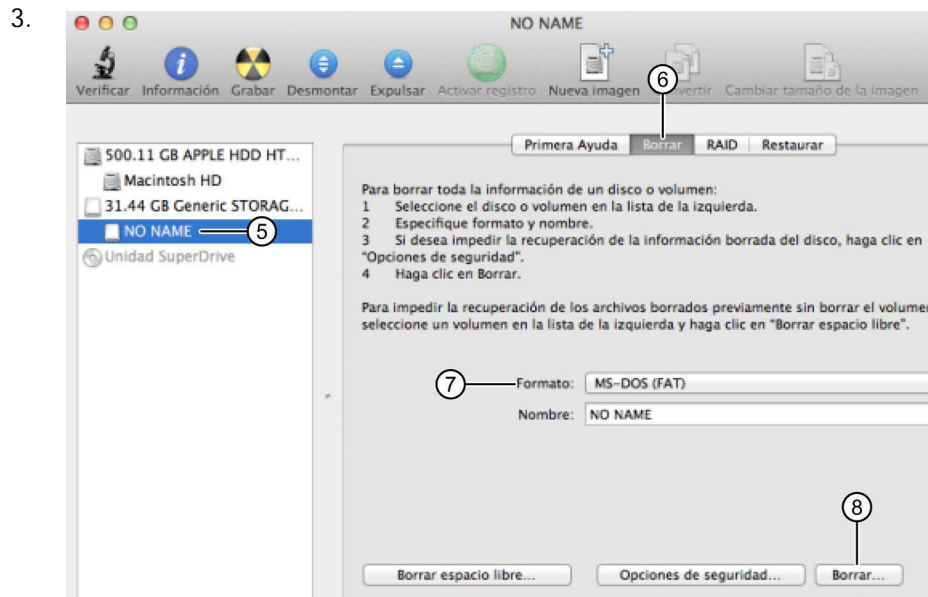 3.
NO NAME
Verificar Información Grabar Desmontar Expulsar Activar registro Nueva imagen Convertir Cambiar tamaño de la imagen
6
Primera Ayuda Borrar RAID Restaurar
500.11 GB APPLE HDD HT...
Macintosh HD
31.44 GB Generic STORAG...
NO NAME 5
Unidad SuperDrive
Para borrar toda la información de un disco o volumen:
1 Seleccione el disco o volumen en la lista de la izquierda.
2 Especifique formato y nombre.
3 Si desea impedir la recuperación de la información borrada del disco, haga clic en
"Opciones de seguridad".
4 Haga clic en Borrar.
Para impedir la recuperación de los archivos borrados previamente sin borrar el volumen
seleccione un volumen en la lista de la izquierda y haga clic en "Borrar espacio libre".
7 Formato: MS-DOS (FAT)
Nombre: NO NAME
8
Borrar espacio libre... Opciones de seguridad... Borrar...